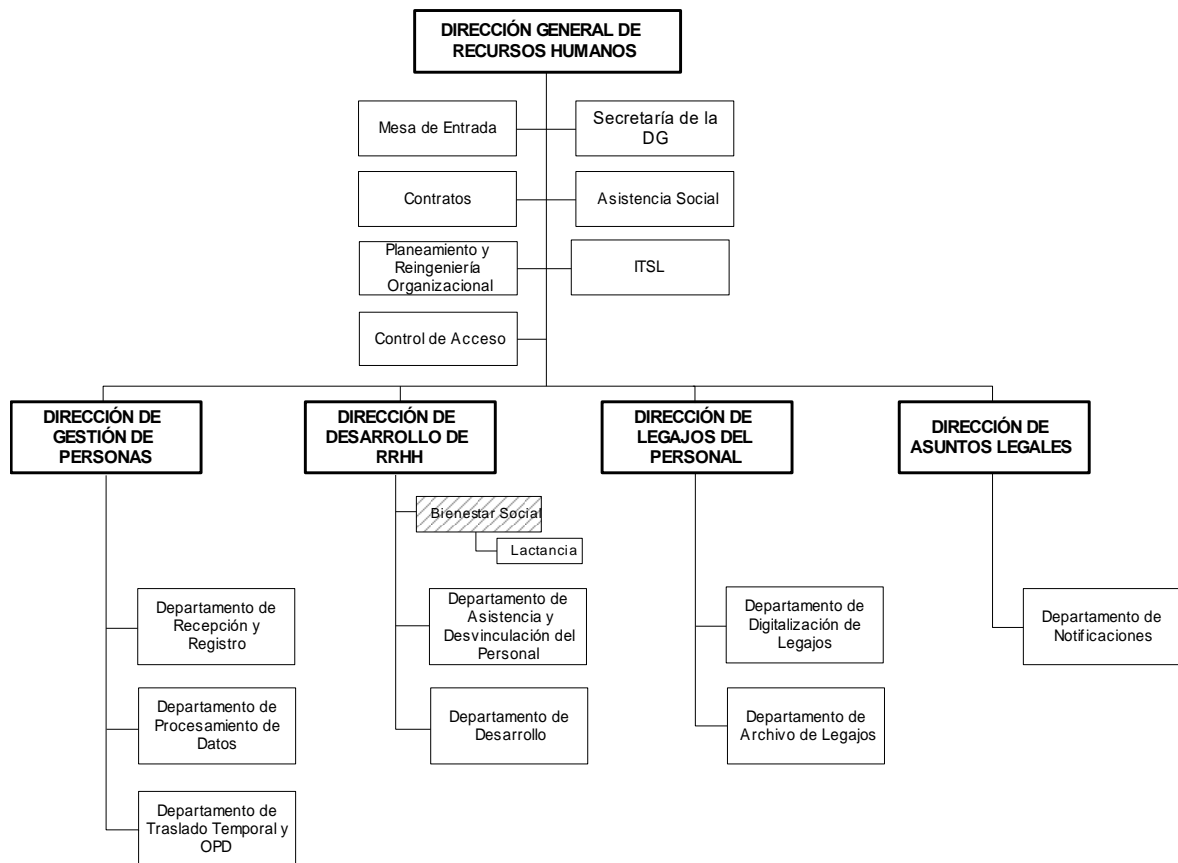 DIRECCIÓN GENERAL DE
RECURSOS HUMANOS
Mesa de Entrada
Secretaría de la
DG
Contratos
Asistencia Social
Planeamiento y
Reingeniería
Organizacional
ITSL
Control de Acceso
DIRECCIÓN DE
GESTIÓN DE
PERSONAS
DIRECCIÓN DE
DESARROLLO DE
RRHH
DIRECCIÓN DE
LEGAJOS DEL
PERSONAL
DIRECCIÓN DE
ASUNTOS LEGALES
Bienestar Social
Lactancia
Departamento de
Recepción y
Registro
Departamento de
Asistencia y
Desvinculación del
Personal
Departamento de
Digitalización de
Legajos
Departamento de
Notificaciones
Departamento de
Procesamiento de
Datos
Departamento de
Desarrollo
Departamento de
Archivo de Legajos
Departamento de
Traslado Temporal y
OPD